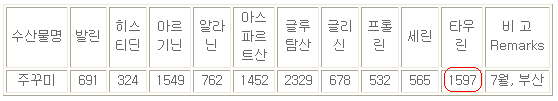 수산물명 발린 히스티딘 아르기닌 알라닌 아스파르트산 글루탐산 글리신 프롤린 세린 타우린 비 고 Remarks
주꾸미 691 324 1549 762 1452 2329 678 532 565 1597 7월, 부산